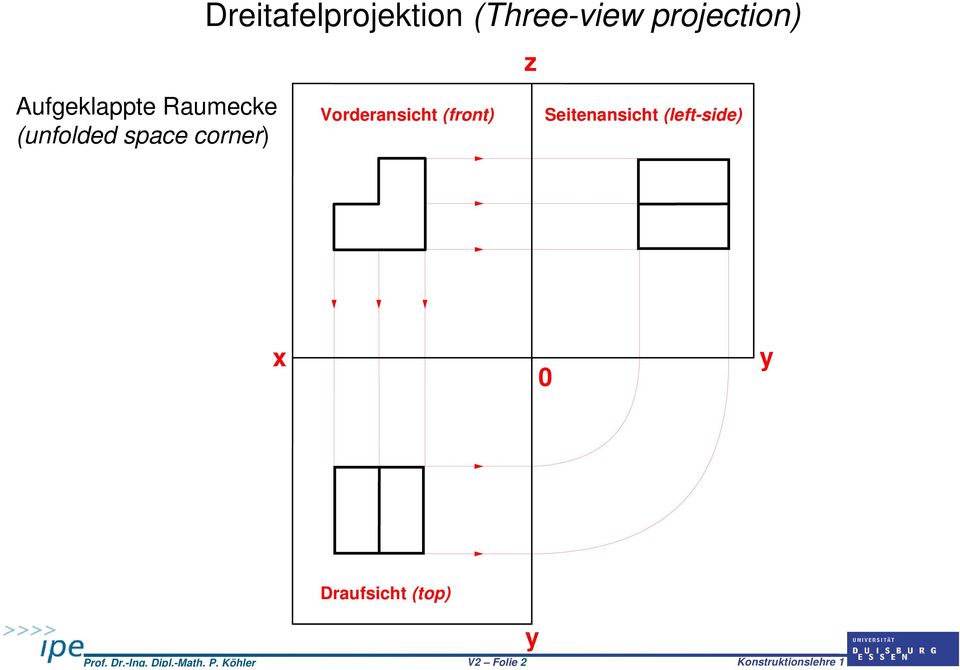 Dreitafelprojektion (Three-view projection)
z
Aufgeklappte Raumecke
(unfolded space corner)
Vorderansicht (front)
Seitenansicht (left-side)
x
0
y
Draufsicht (top)
y
>>>> ipe
Prof. Dr.-Ing. Dipl.-Math. P. Köhler
V2 – Folie 2
Konstruktionslehre 1
UNIVERSITÄT
DUISBURG
ESSEN